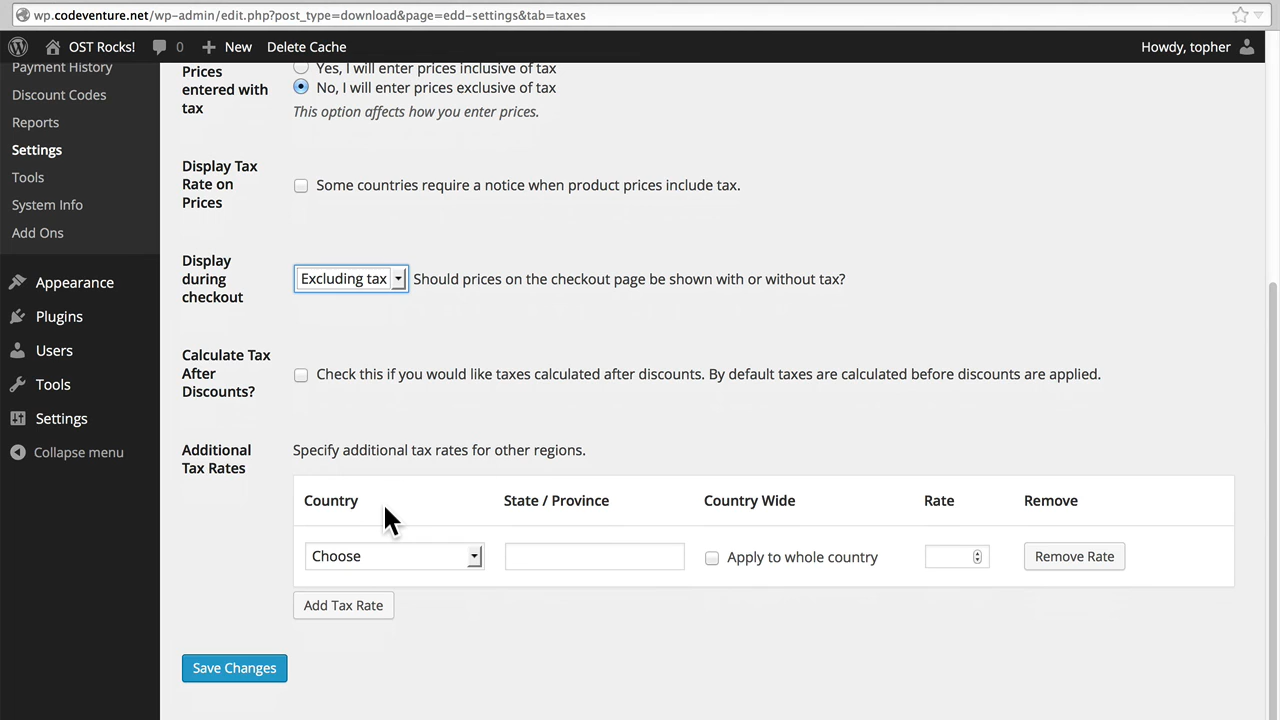 wp.codeventure.net/wp-admin/edit.php?post_type=download&page=edd-settings&tab=taxes
OST Rocks!
0
New
Delete Cache
Howdy, topher
Payment History
Discount Codes
Reports
Settings
Tools
System Info
Add Ons
Appearance
Plugins
Users
Tools
Settings
Collapse menu
Prices
entered with
tax
Yes, I will enter prices inclusive of tax
No, I will enter prices exclusive of tax
This option affects how you enter prices.
Display Tax
Rate on
Prices
Some countries require a notice when product prices include tax.
Display
during
checkout
Excluding tax
Should prices on the checkout page be shown with or without tax?
Calculate Tax
After
Discounts?
Check this if you would like taxes calculated after discounts. By default taxes are calculated before discounts are applied.
Additional
Tax Rates
Specify additional tax rates for other regions.
Country
State / Province
Country Wide
Rate
Remove
Choose
Apply to whole country
Remove Rate
Add Tax Rate
Save Changes